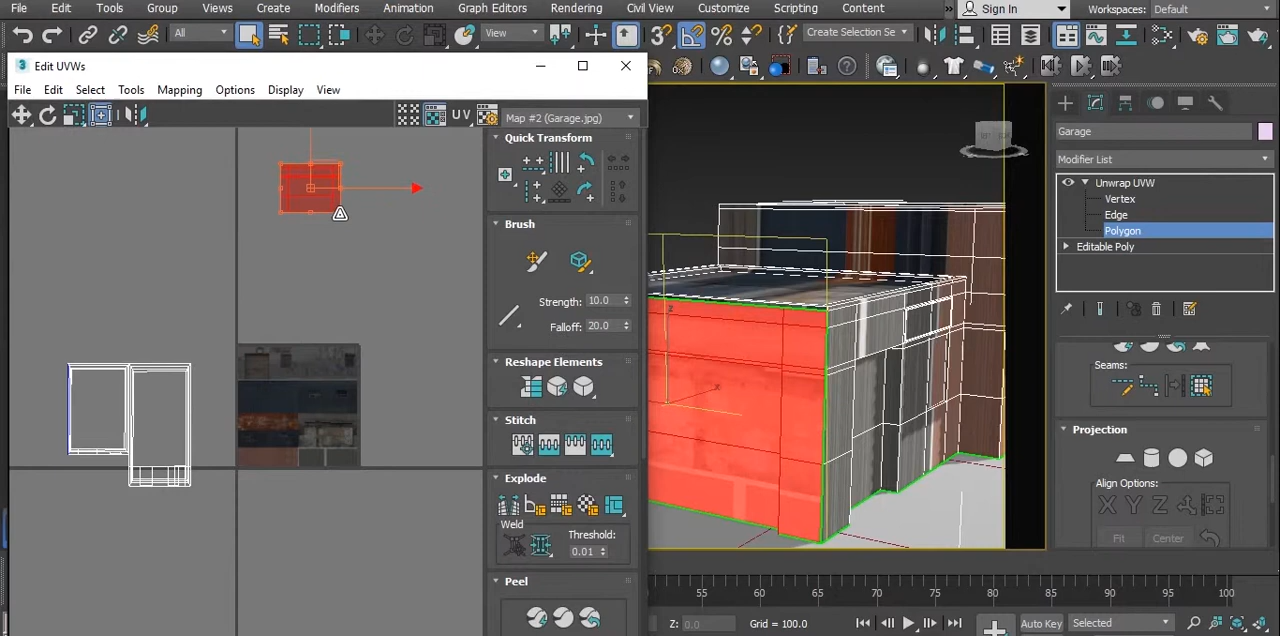 File Edit Tools Group Views Create Modifiers Animation Graph Editors Rendering Civil View Customize Scripting Content » Sign In Workspaces: Default
All View Create Selection Se
3 Edit UVWs
File Edit Select Tools Mapping Options Display View
UV Map #2 (Garage.jpg)
Quick Transform
Brush
Strength: 10.0
Falloff: 20.0
Reshape Elements
Stitch
Explode
Weld Threshold:
0.01
Peel
Garage
Modifier List
Unwrap UVW
Vertex
Edge
Polygon
Editable Poly
Seams:
Projection
Align Options:
X Y Z
Fit Center
z
x
55 60 65 70 75 80 85 90 95 100
Z: 0.0 Grid = 100.0 Auto Key Selected